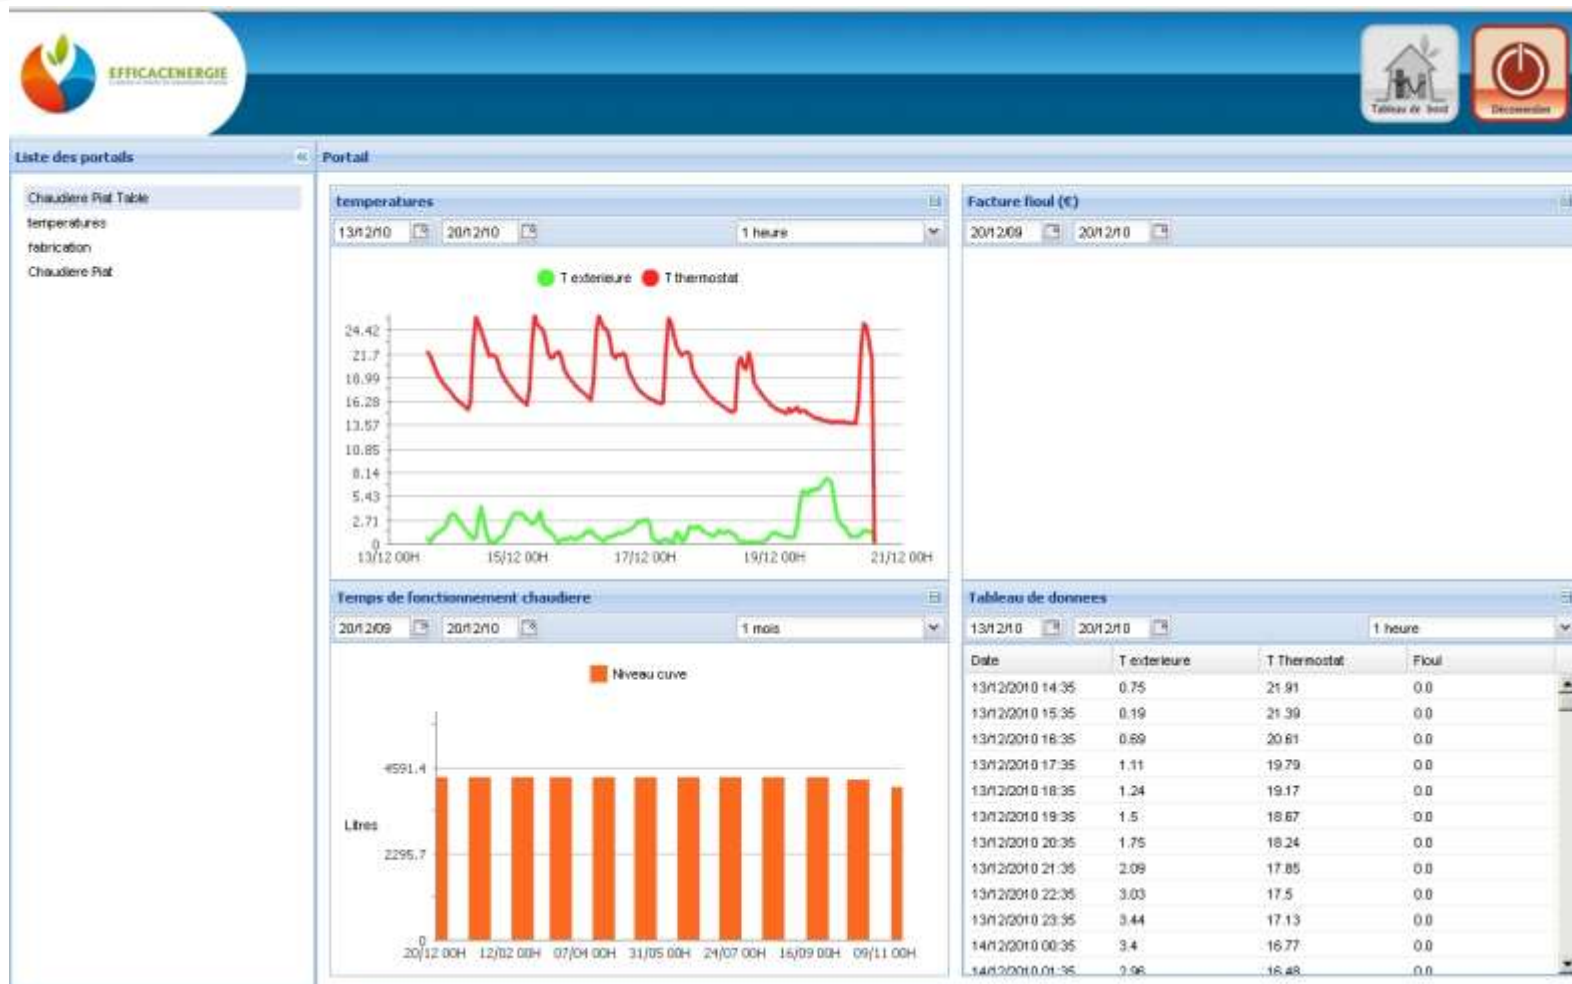 EFFICACENERGIE
Tableau de bord
Déconnexion
Liste des portails
Portail
Chaudiere Piat Table
temperatures
fabrication
Chaudiere Piat
temperatures
13/12/10 20/12/10 1 heure
T exterieure T thermostat
24.42
21.7
18.99
16.28
13.57
10.85
8.14
5.43
2.71
0
13/12 00H 15/12 00H 17/12 00H 19/12 00H 21/12 00H
Facture fioul (€)
20/12/09 20/12/10
Temps de fonctionnement chaudiere
20/12/09 20/12/10 1 mois
Niveau cuve
4591.4
Litres
2295.7
0
20/12 00H 12/02 00H 07/04 00H 31/05 00H 24/07 00H 16/09 00H 09/11 00H
Tableau de donnees
13/12/10 20/12/10 1 heure
Date T exterieure T Thermostat Fioul
13/12/2010 14:35 0.75 21.91 0.0
13/12/2010 15:35 0.19 21.39 0.0
13/12/2010 16:35 0.69 20.61 0.0
13/12/2010 17:35 1.11 19.79 0.0
13/12/2010 18:35 1.24 19.17 0.0
13/12/2010 19:35 1.5 18.67 0.0
13/12/2010 20:35 1.75 18.24 0.0
13/12/2010 21:35 2.09 17.85 0.0
13/12/2010 22:35 3.03 17.5 0.0
13/12/2010 23:35 3.44 17.13 0.0
14/12/2010 00:35 3.4 16.77 0.0
14/12/2010 01:35 2.96 16.48 0.0